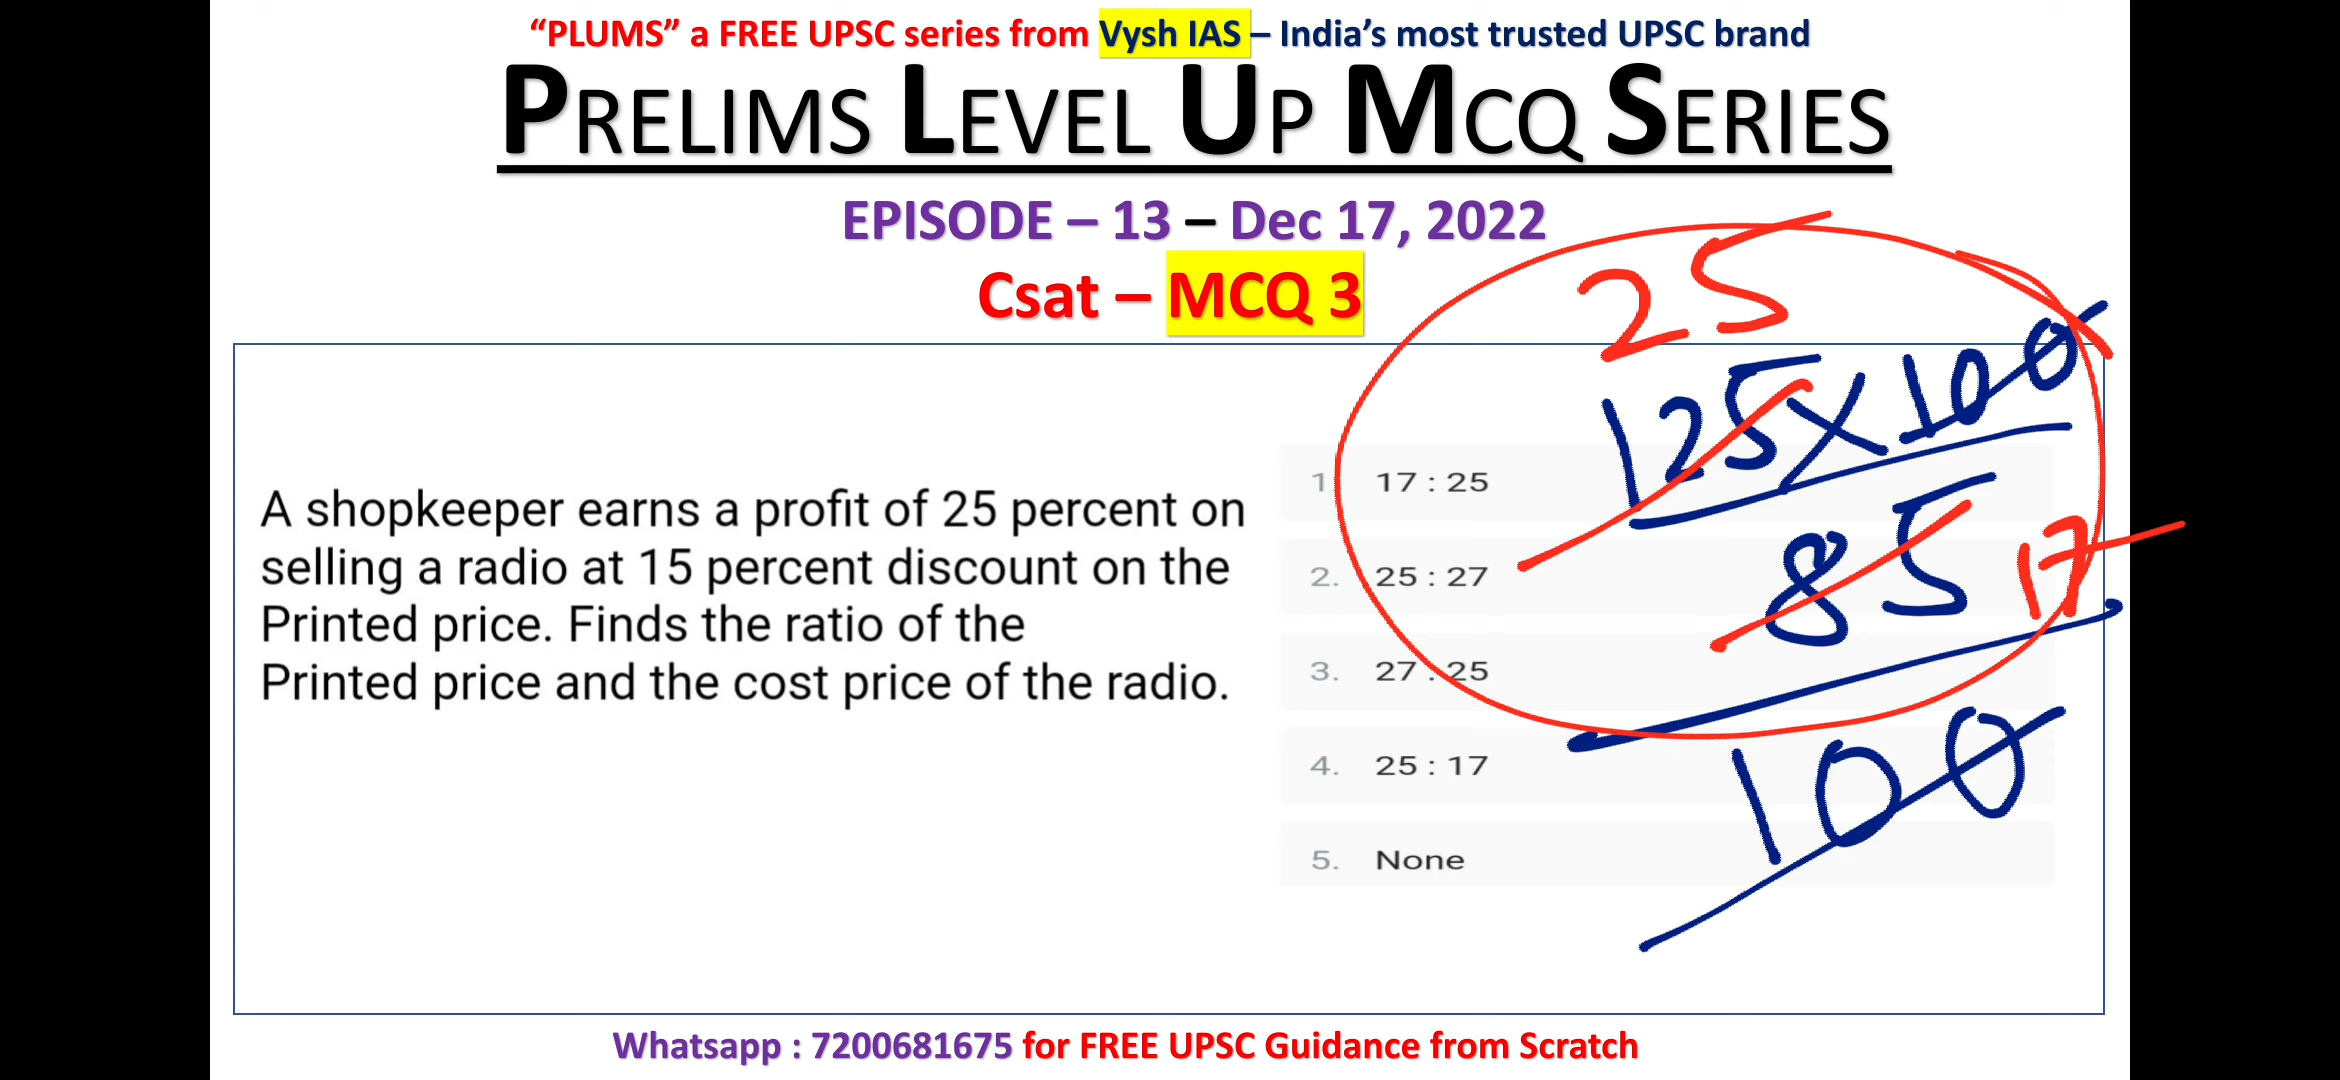 “PLUMS” a FREE UPSC series from Vysh IAS – India’s most trusted UPSC brand
PRELIMS LEVEL UP MCQ SERIES
EPISODE – 13 – Dec 17, 2022
Csat – MCQ 3
A shopkeeper earns a profit of 25 percent on
selling a radio at 15 percent discount on the
Printed price. Finds the ratio of the
Printed price and the cost price of the radio.
1 17 : 25
2. 25 : 27
3. 27 : 25
4. 25 : 17
5. None
25
125 X 100
85 17
100
Whatsapp : 7200681675 for FREE UPSC Guidance from Scratch